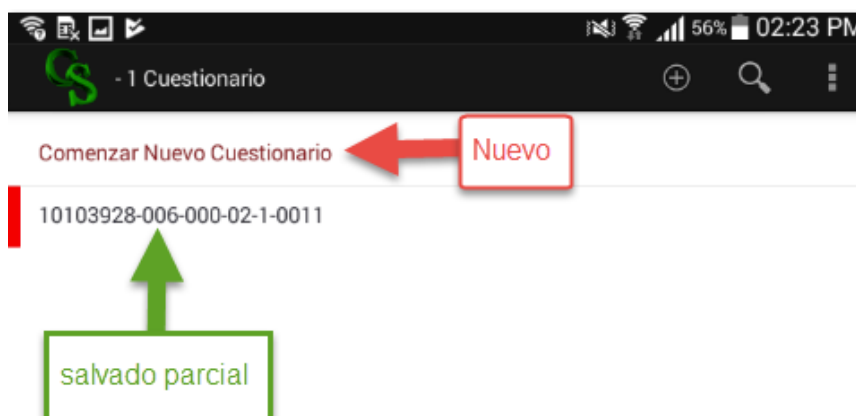 56% 02:23 PM
CS - 1 Cuestionario
Comenzar Nuevo Cuestionario
Nuevo
10103928-006-000-02-1-0011
salvado parcial